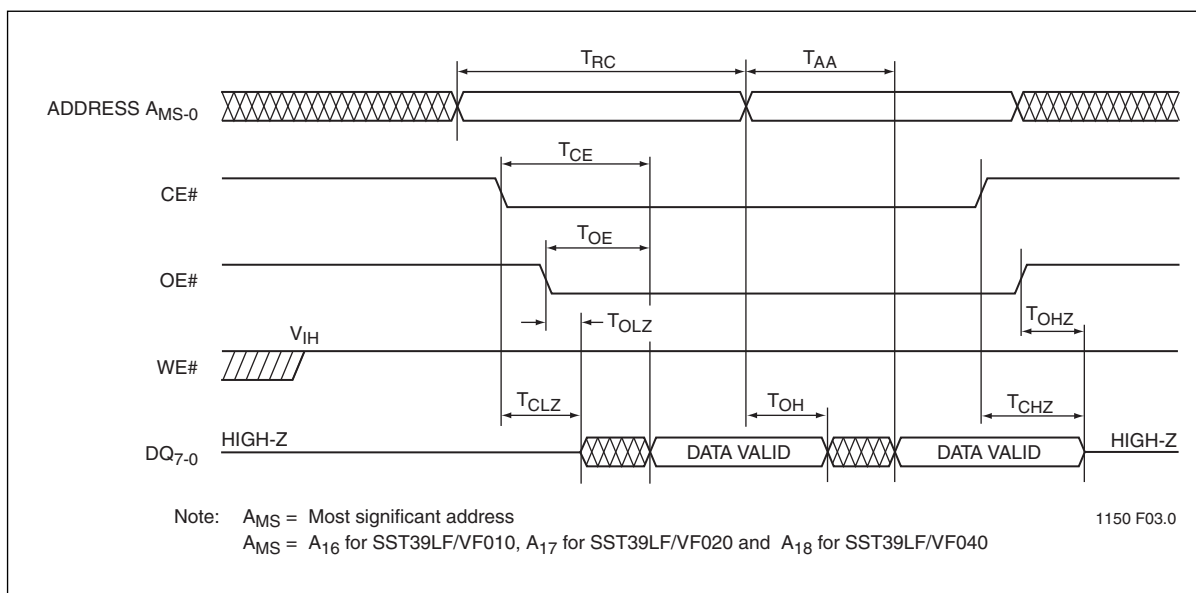 TRC TAA
ADDRESS AMS-0
TCE
CE#
TOE
OE#
TOLZ TOHZ
VIH
WE#
TCLZ TOH TCHZ
HIGH-Z HIGH-Z
DQ7-0 DATA VALID DATA VALID
Note: AMS = Most significant address 1150 F03.0
AMS = A16 for SST39LF/VF010, A17 for SST39LF/VF020 and A18 for SST39LF/VF040